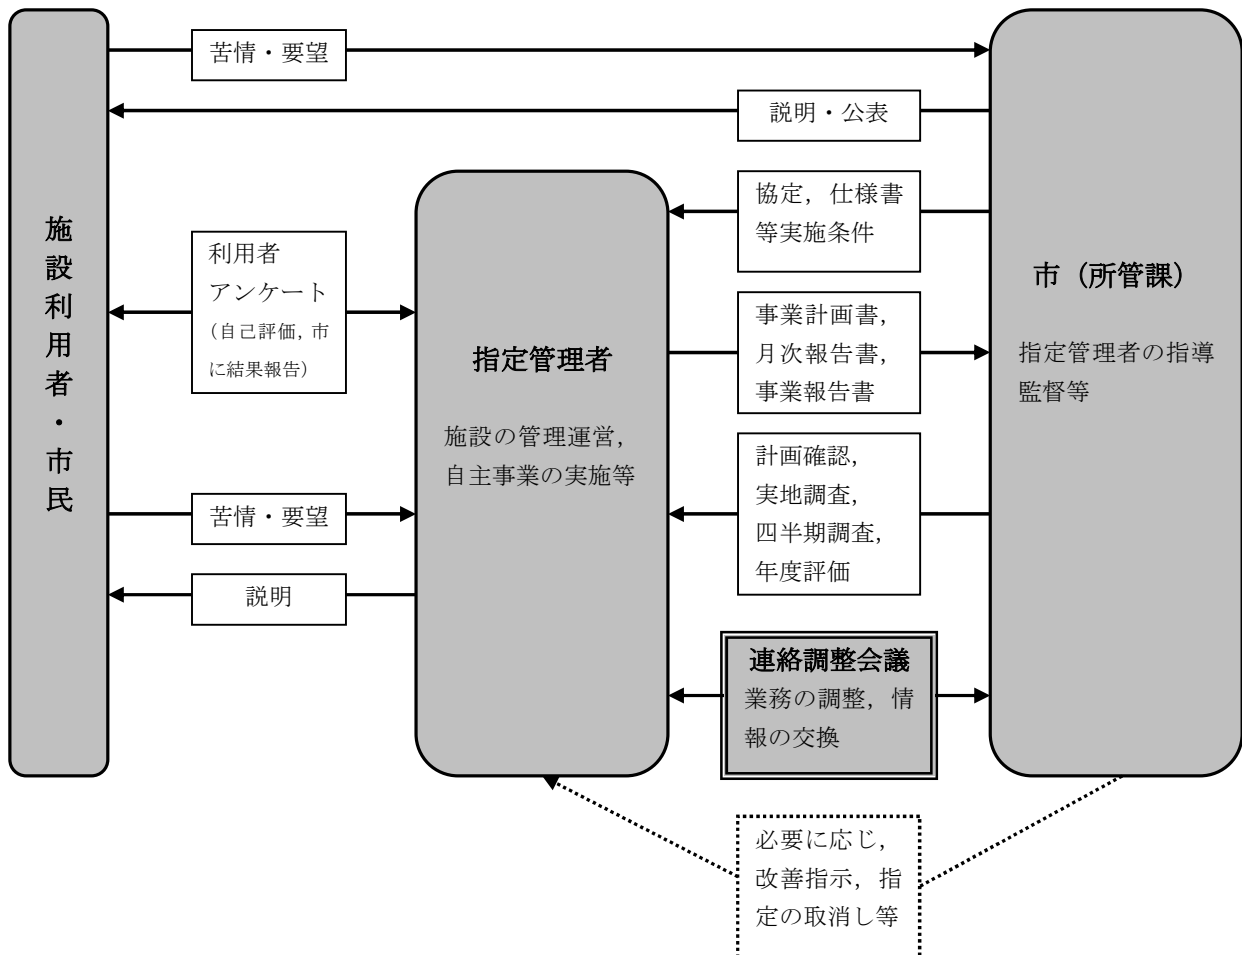 苦情・要望
説明・公表
施設利用者・市民
利用者
アンケート
（自己評価，市
に結果報告）
苦情・要望
説明
指定管理者
施設の管理運営，
自主事業の実施等
協定，仕様書
等実施条件
事業計画書，
月次報告書，
事業報告書
計画確認，
実地調査，
四半期調査，
年度評価
連絡調整会議
業務の調整，情
報の交換
市（所管課）
指定管理者の指導
監督等
必要に応じ，
改善指示，指
定の取消し等